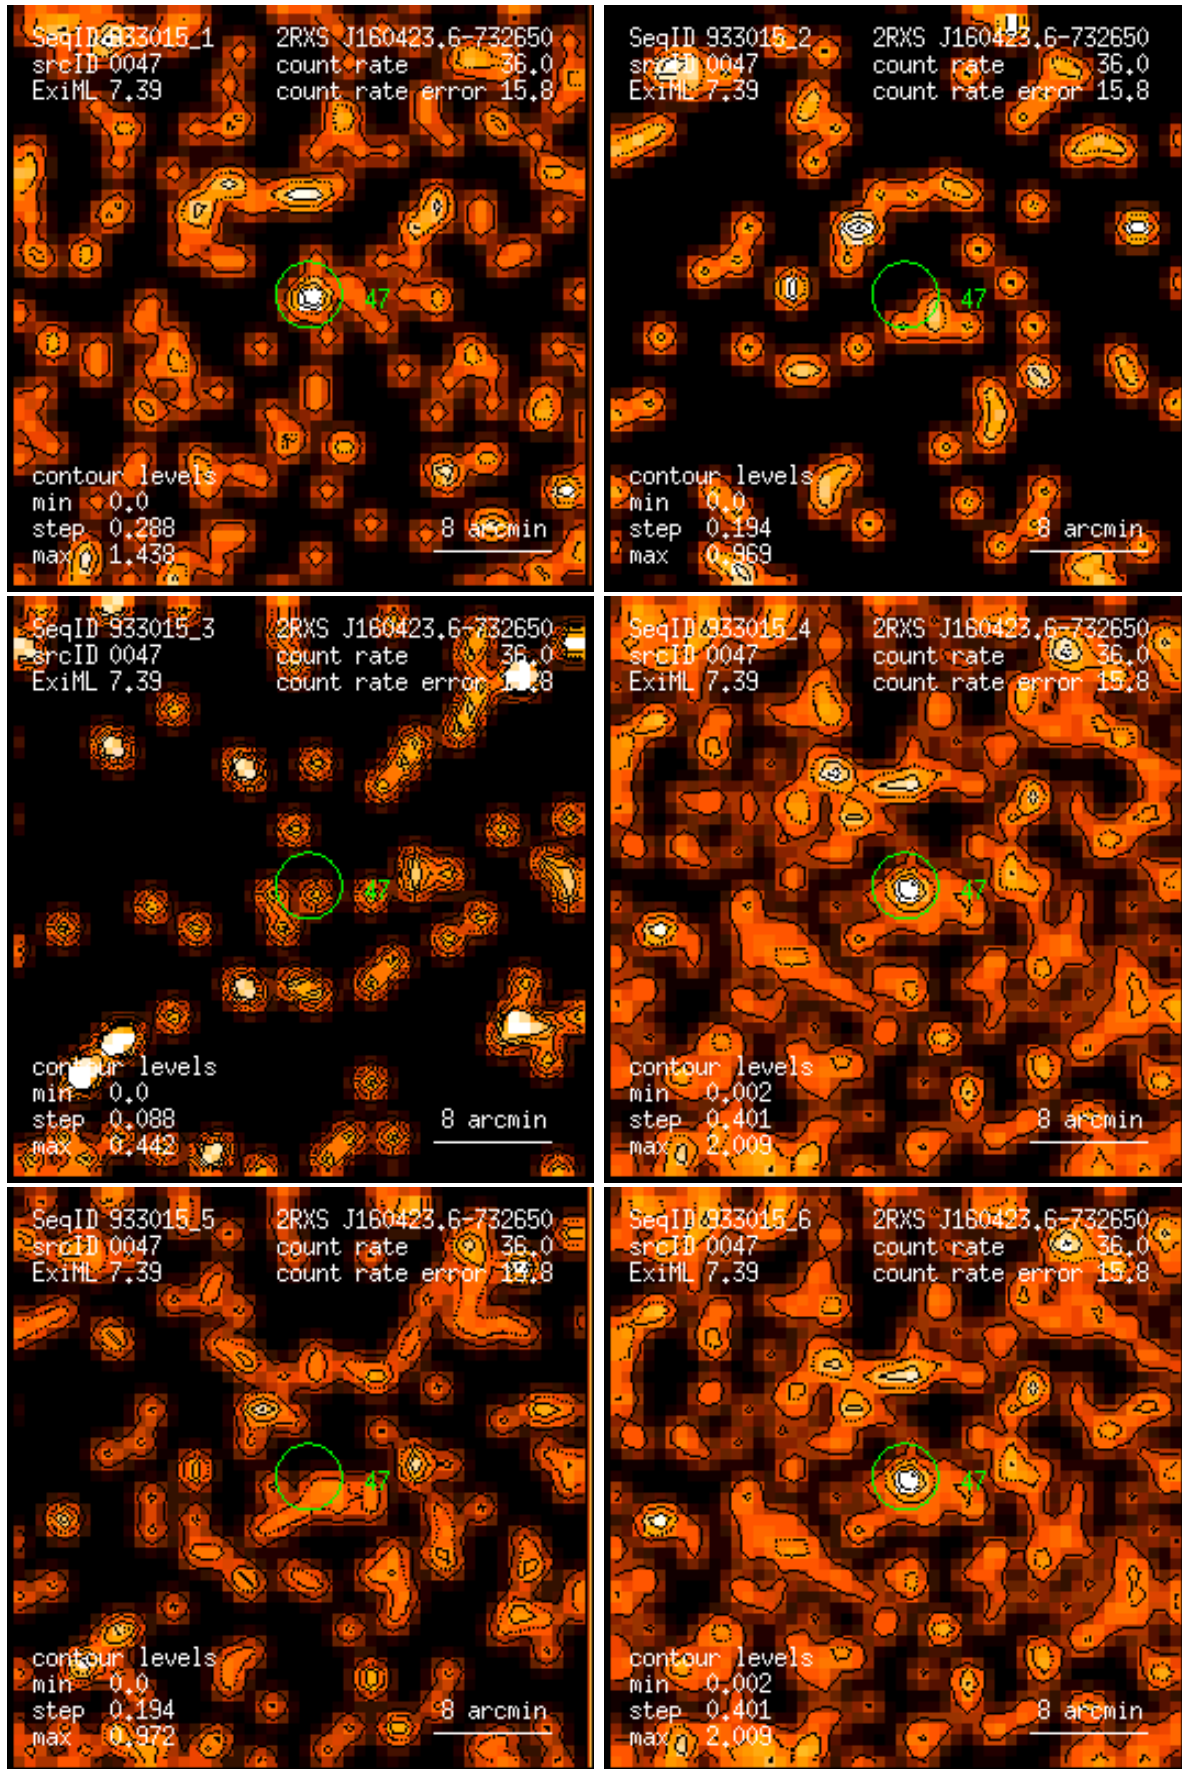 SeqID 933015_1 2RXS J160423.6-732650
srcID 0047 count rate 36.0
ExiML 7.39 count rate error 15.8
47
contour levels
min 0.0
step 0.288 8 arcmin
max 1.438
SeqID 933015_2 2RXS J160423.6-732650
srcID 0047 count rate 36.0
ExiML 7.39 count rate error 15.8
47
contour levels
min 0.0
step 0.194 8 arcmin
max 0.969
SeqID 933015_3 2RXS J160423.6-732650
srcID 0047 count rate 36.0
ExiML 7.39 count rate error 15.8
47
contour levels
min 0.0
step 0.088 8 arcmin
max 0.442
SeqID 933015_4 2RXS J160423.6-732650
srcID 0047 count rate 36.0
ExiML 7.39 count rate error 15.8
47
contour levels
min 0.002
step 0.401 8 arcmin
max 2.009
SeqID 933015_5 2RXS J160423.6-732650
srcID 0047 count rate 36.0
ExiML 7.39 count rate error 15.8
47
contour levels
min 0.0
step 0.194 8 arcmin
max 0.972
SeqID 933015_6 2RXS J160423.6-732650
srcID 0047 count rate 36.0
ExiML 7.39 count rate error 15.8
47
contour levels
min 0.002
step 0.401 8 arcmin
max 2.009